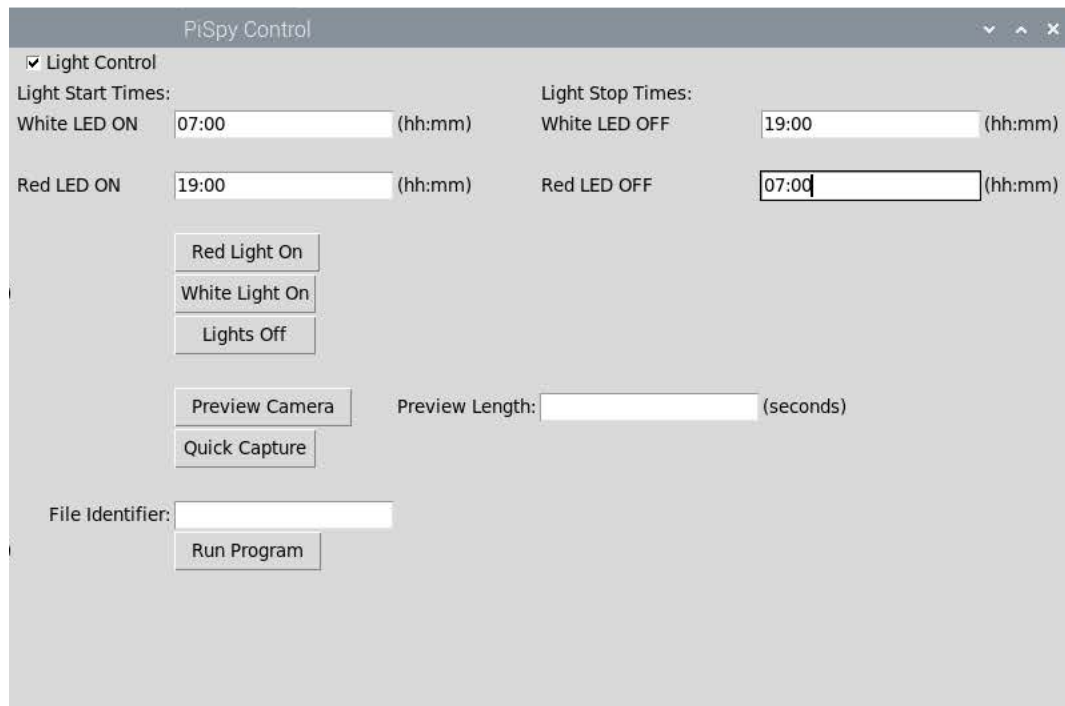 PiSpy Control
Light Control
Light Start Times: Light Stop Times:
White LED ON 07:00 (hh:mm) White LED OFF 19:00 (hh:mm)
Red LED ON 19:00 (hh:mm) Red LED OFF 07:00 (hh:mm)
Red Light On
White Light On
Lights Off
Preview Camera Preview Length: (seconds)
Quick Capture
File Identifier:
Run Program